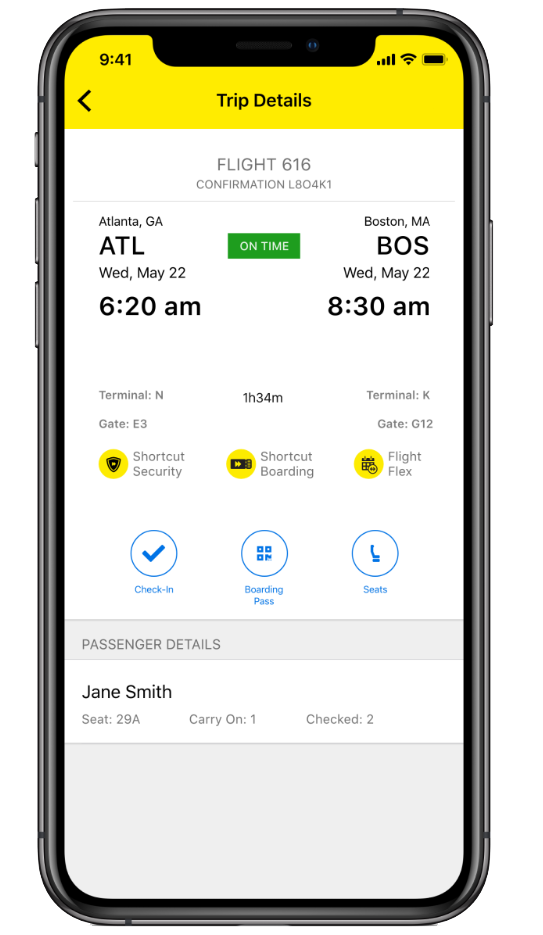 9:41
Trip Details
FLIGHT 616
CONFIRMATION L8O4K1
Atlanta, GA
Boston, MA
ATL
ON TIME
BOS
Wed, May 22
Wed, May 22
6:20 am
8:30 am
Terminal: N
1h34m
Terminal: K
Gate: E3
Gate: G12
Shortcut
Security
Shortcut
Boarding
Flight
Flex
Check-In
Boarding
Pass
Seats
PASSENGER DETAILS
Jane Smith
Seat: 29A
Carry On: 1
Checked: 2